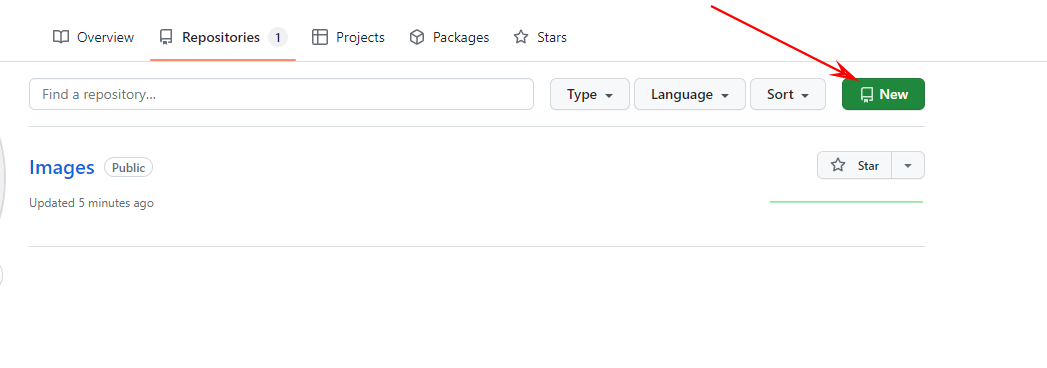 Overview Repositories 1 Projects Packages Stars
Find a repository... Type Language Sort New
Images Public Star
Updated 5 minutes ago